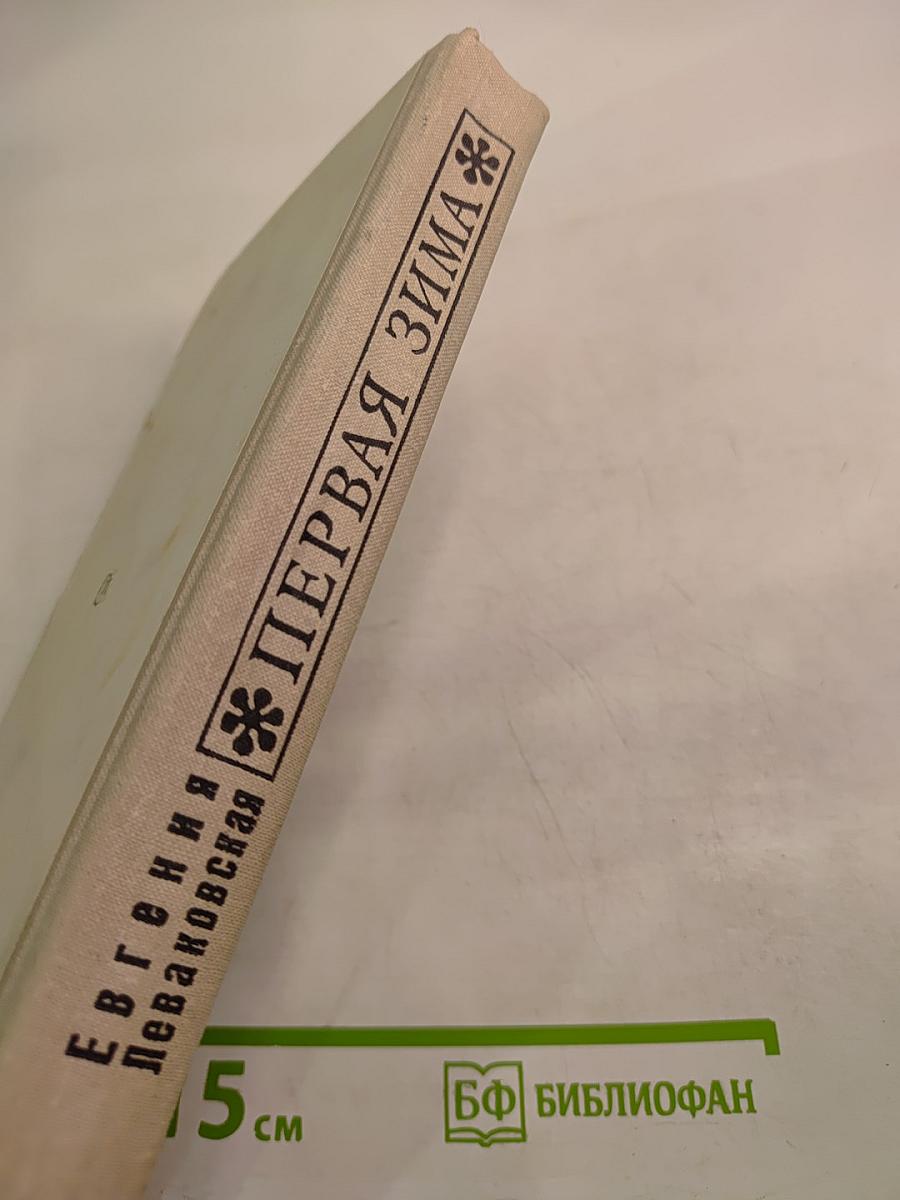 Евгения
Леваковская
ПЕРВАЯ ЗИМА
15 см
БФ БИБЛИОФАН